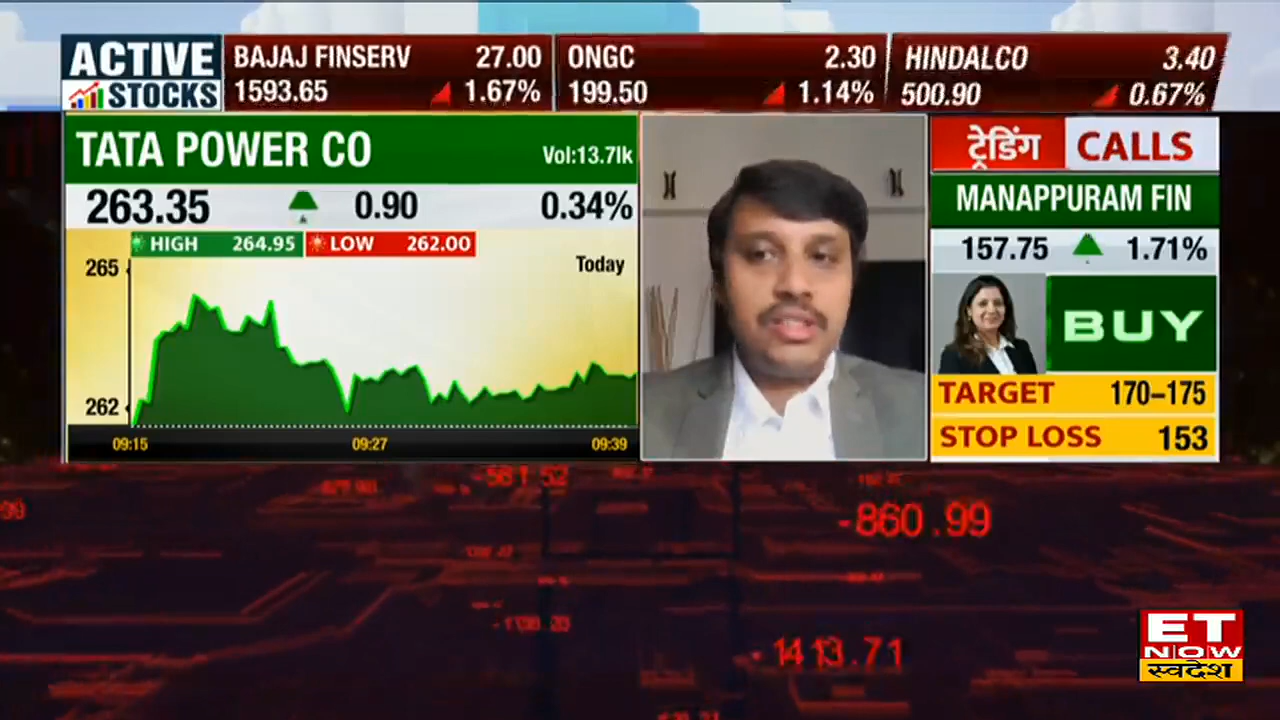 ACTIVE
STOCKS
BAJAJ FINSERV 27.00
1593.65 1.67%
ONGC 2.30
199.50 1.14%
HINDALCO 3.40
500.90 0.67%
TATA POWER CO Vol:13.7lk
263.35 0.90 0.34%
HIGH 264.95 LOW 262.00
Today
265
262
09:15 09:27 09:39
ट्रेडिंग CALLS
MANAPPURAM FIN
157.75 1.71%
BUY
TARGET 170–175
STOP LOSS 153
-860.99
-1413.71
ET
NOW
स्वदेश